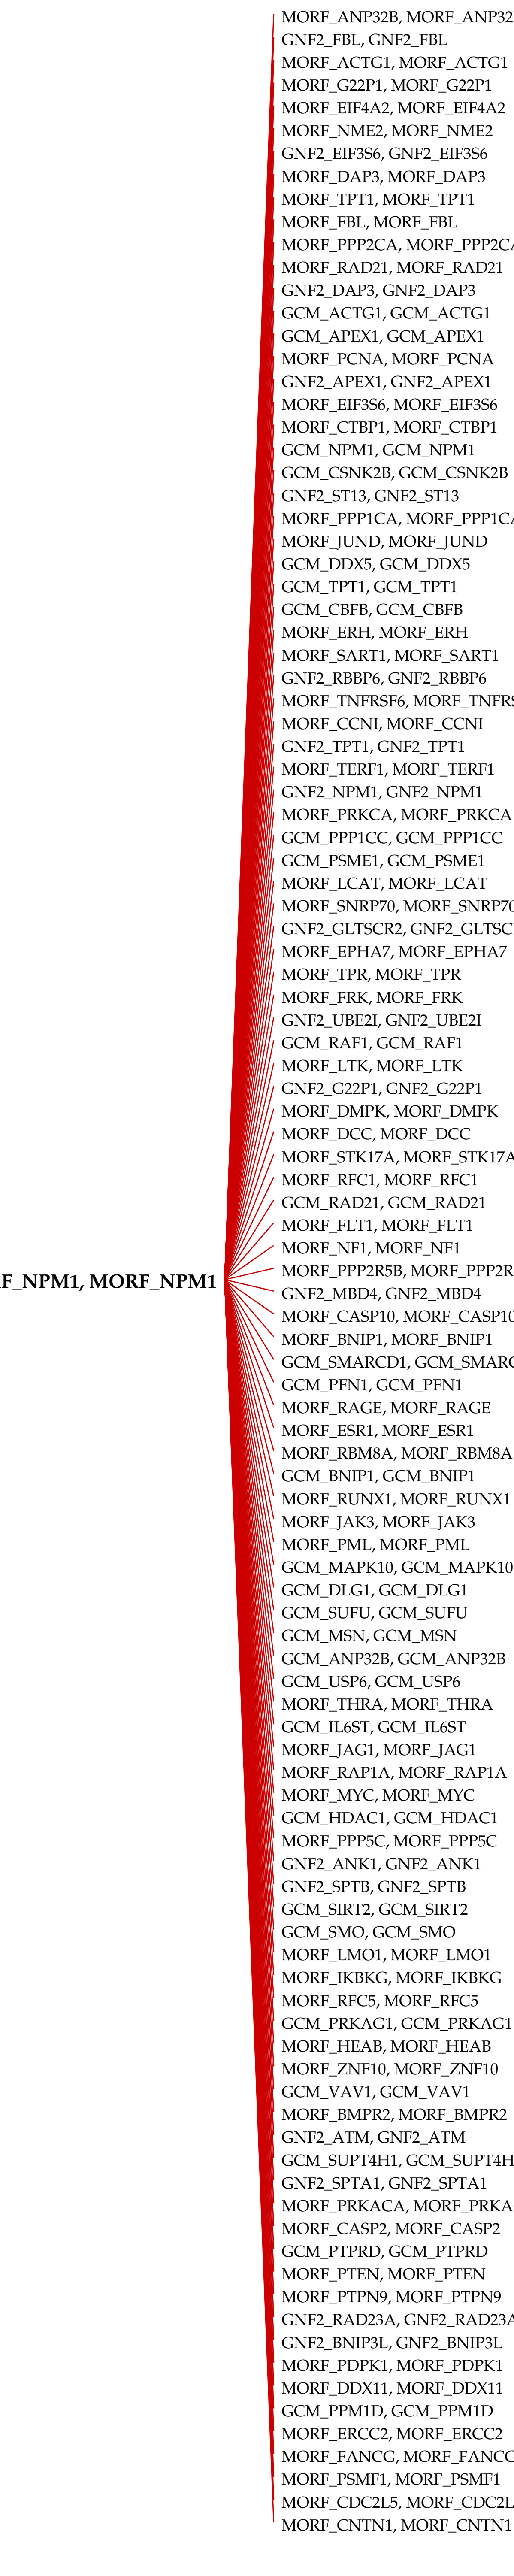 MORF_ANP32B, MORF_ANP32
GNF2_FBL, GNF2_FBL
MORF_ACTG1, MORF_ACTG1
MORF_G22P1, MORF_G22P1
MORF_EIF4A2, MORF_EIF4A2
MORF_NME2, MORF_NME2
GNF2_EIF3S6, GNF2_EIF3S6
MORF_DAP3, MORF_DAP3
MORF_TPT1, MORF_TPT1
MORF_FBL, MORF_FBL
MORF_PPP2CA, MORF_PPP2CA
MORF_RAD21, MORF_RAD21
GNF2_DAP3, GNF2_DAP3
GCM_ACTG1, GCM_ACTG1
GCM_APEX1, GCM_APEX1
MORF_PCNA, MORF_PCNA
GNF2_APEX1, GNF2_APEX1
MORF_EIF3S6, MORF_EIF3S6
MORF_CTBP1, MORF_CTBP1
GCM_NPM1, GCM_NPM1
GCM_CSNK2B, GCM_CSNK2B
GNF2_ST13, GNF2_ST13
MORF_PPP1CA, MORF_PPP1CA
MORF_JUND, MORF_JUND
GCM_DDX5, GCM_DDX5
GCM_TPT1, GCM_TPT1
GCM_CBFB, GCM_CBFB
MORF_ERH, MORF_ERH
MORF_SART1, MORF_SART1
GNF2_RBBP6, GNF2_RBBP6
MORF_TNFRSF6, MORF_TNFRS
MORF_CCNI, MORF_CCNI
GNF2_TPT1, GNF2_TPT1
MORF_TERF1, MORF_TERF1
GNF2_NPM1, GNF2_NPM1
MORF_PRKCA, MORF_PRKCA
GCM_PPP1CC, GCM_PPP1CC
GCM_PSME1, GCM_PSME1
MORF_LCAT, MORF_LCAT
MORF_SNRP70, MORF_SNRP70
GNF2_GLTSCR2, GNF2_GLTSC
MORF_EPHA7, MORF_EPHA7
MORF_TPR, MORF_TPR
MORF_FRK, MORF_FRK
GNF2_UBE2I, GNF2_UBE2I
GCM_RAF1, GCM_RAF1
MORF_LTK, MORF_LTK
GNF2_G22P1, GNF2_G22P1
MORF_DMPK, MORF_DMPK
MORF_DCC, MORF_DCC
MORF_STK17A, MORF_STK17A
MORF_RFC1, MORF_RFC1
GCM_RAD21, GCM_RAD21
MORF_FLT1, MORF_FLT1
MORF_NF1, MORF_NF1
MORF_PPP2R5B, MORF_PPP2R
F_NPM1, MORF_NPM1
GNF2_MBD4, GNF2_MBD4
MORF_CASP10, MORF_CASP10
MORF_BNIP1, MORF_BNIP1
GCM_SMARCD1, GCM_SMARC
GCM_PFN1, GCM_PFN1
MORF_RAGE, MORF_RAGE
MORF_ESR1, MORF_ESR1
MORF_RBM8A, MORF_RBM8A
GCM_BNIP1, GCM_BNIP1
MORF_RUNX1, MORF_RUNX1
MORF_JAK3, MORF_JAK3
MORF_PML, MORF_PML
GCM_MAPK10, GCM_MAPK10
GCM_DLG1, GCM_DLG1
GCM_SUFU, GCM_SUFU
GCM_MSN, GCM_MSN
GCM_ANP32B, GCM_ANP32B
GCM_USP6, GCM_USP6
MORF_THRA, MORF_THRA
GCM_IL6ST, GCM_IL6ST
MORF_JAG1, MORF_JAG1
MORF_RAP1A, MORF_RAP1A
MORF_MYC, MORF_MYC
GCM_HDAC1, GCM_HDAC1
MORF_PPP5C, MORF_PPP5C
GNF2_ANK1, GNF2_ANK1
GNF2_SPTB, GNF2_SPTB
GCM_SIRT2, GCM_SIRT2
GCM_SMO, GCM_SMO
MORF_LMO1, MORF_LMO1
MORF_IKBKG, MORF_IKBKG
MORF_RFC5, MORF_RFC5
GCM_PRKAG1, GCM_PRKAG1
MORF_HEAB, MORF_HEAB
MORF_ZNF10, MORF_ZNF10
GCM_VAV1, GCM_VAV1
MORF_BMPR2, MORF_BMPR2
GNF2_ATM, GNF2_ATM
GCM_SUPT4H1, GCM_SUPT4H
GNF2_SPTA1, GNF2_SPTA1
MORF_PRKACA, MORF_PRKA
MORF_CASP2, MORF_CASP2
GCM_PTPRD, GCM_PTPRD
MORF_PTEN, MORF_PTEN
MORF_PTPN9, MORF_PTPN9
GNF2_RAD23A, GNF2_RAD23A
GNF2_BNIP3L, GNF2_BNIP3L
MORF_PDPK1, MORF_PDPK1
MORF_DDX11, MORF_DDX11
GCM_PPM1D, GCM_PPM1D
MORF_ERCC2, MORF_ERCC2
MORF_FANCG, MORF_FANCG
MORF_PSMF1, MORF_PSMF1
MORF_CDC2L5, MORF_CDC2L
MORF_CNTN1, MORF_CNTN1